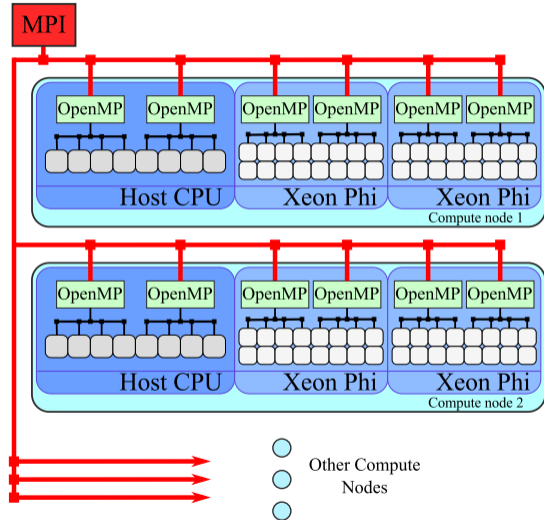 MPI
OpenMP OpenMP OpenMP OpenMP OpenMP OpenMP
Host CPU Xeon Phi Xeon Phi
Compute node 1
OpenMP OpenMP OpenMP OpenMP OpenMP OpenMP
Host CPU Xeon Phi Xeon Phi
Compute node 2
Other Compute
Nodes